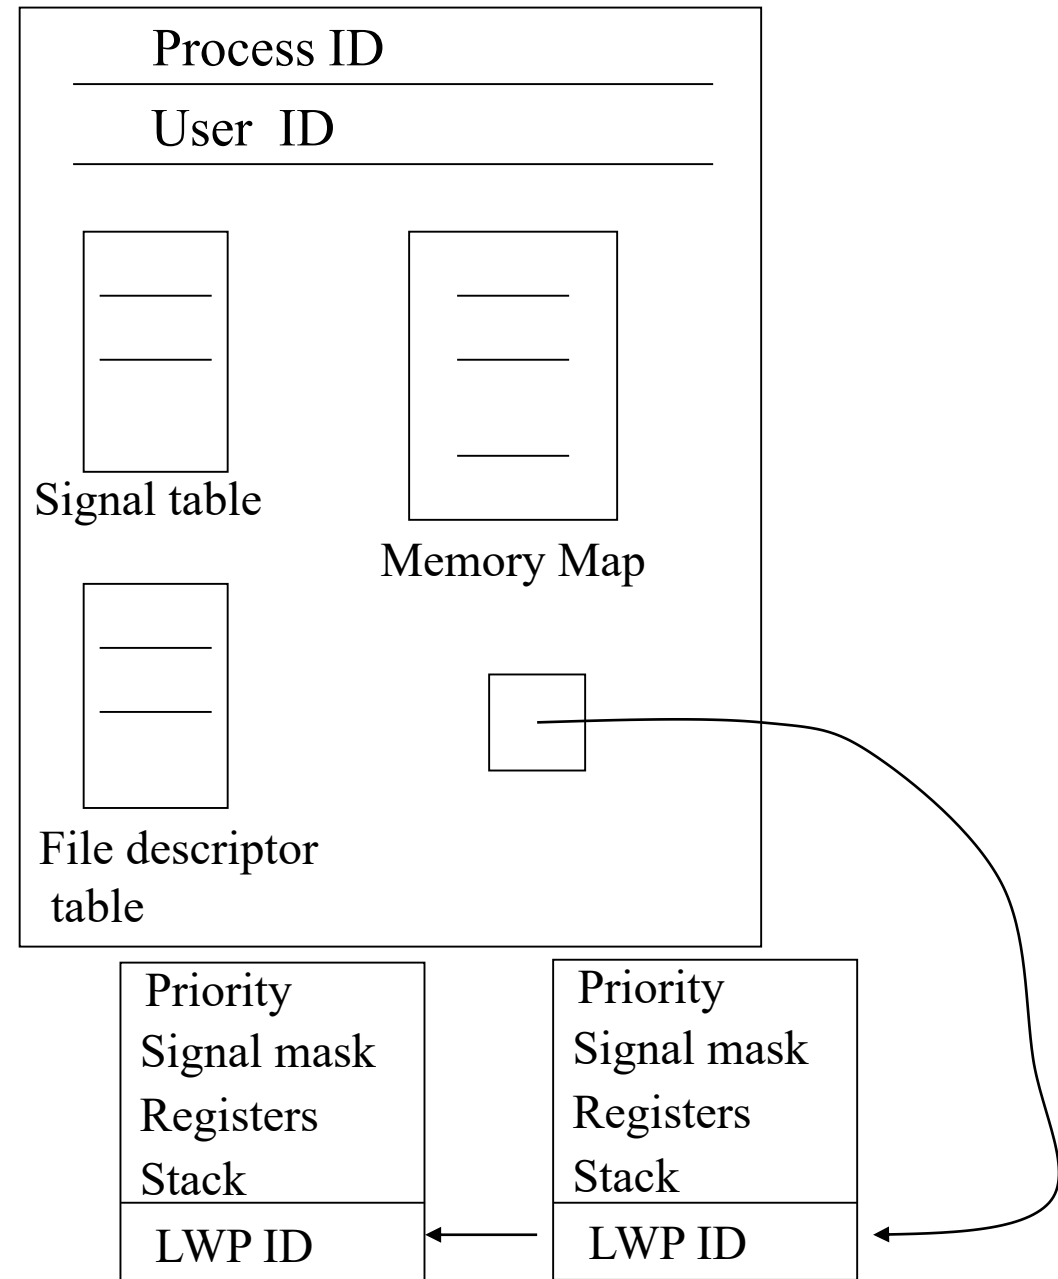 Process ID
User ID
Signal table
Memory Map
File descriptor
table
Priority
Signal mask
Registers
Stack
LWP ID
Priority
Signal mask
Registers
Stack
LWP ID